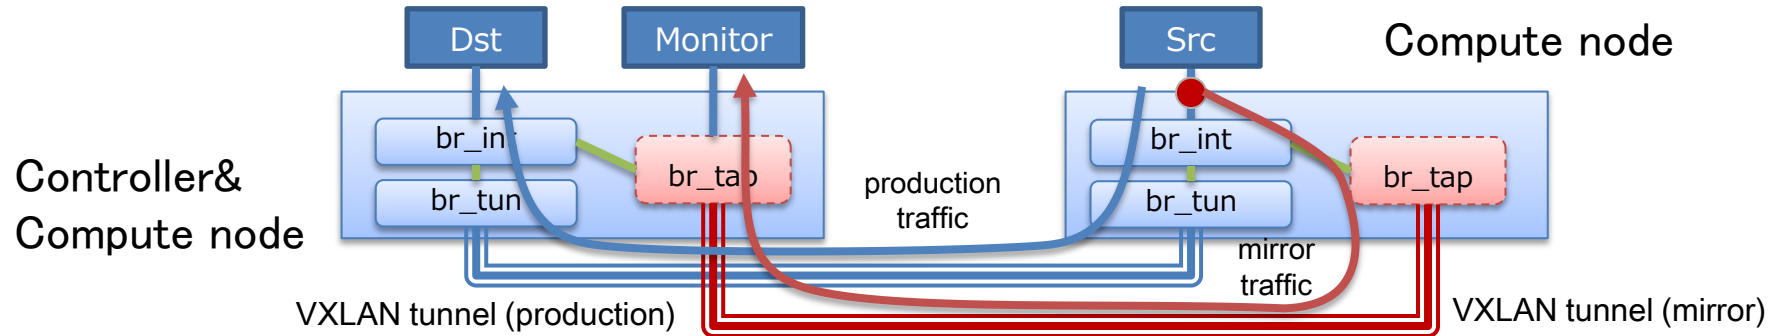 Dst
Monitor
Src
Compute node
br_int
br_tap
br_tun
Controller&
Compute node
production
traffic
br_int
br_tun
br_tap
mirror
traffic
VXLAN tunnel (production)
VXLAN tunnel (mirror)